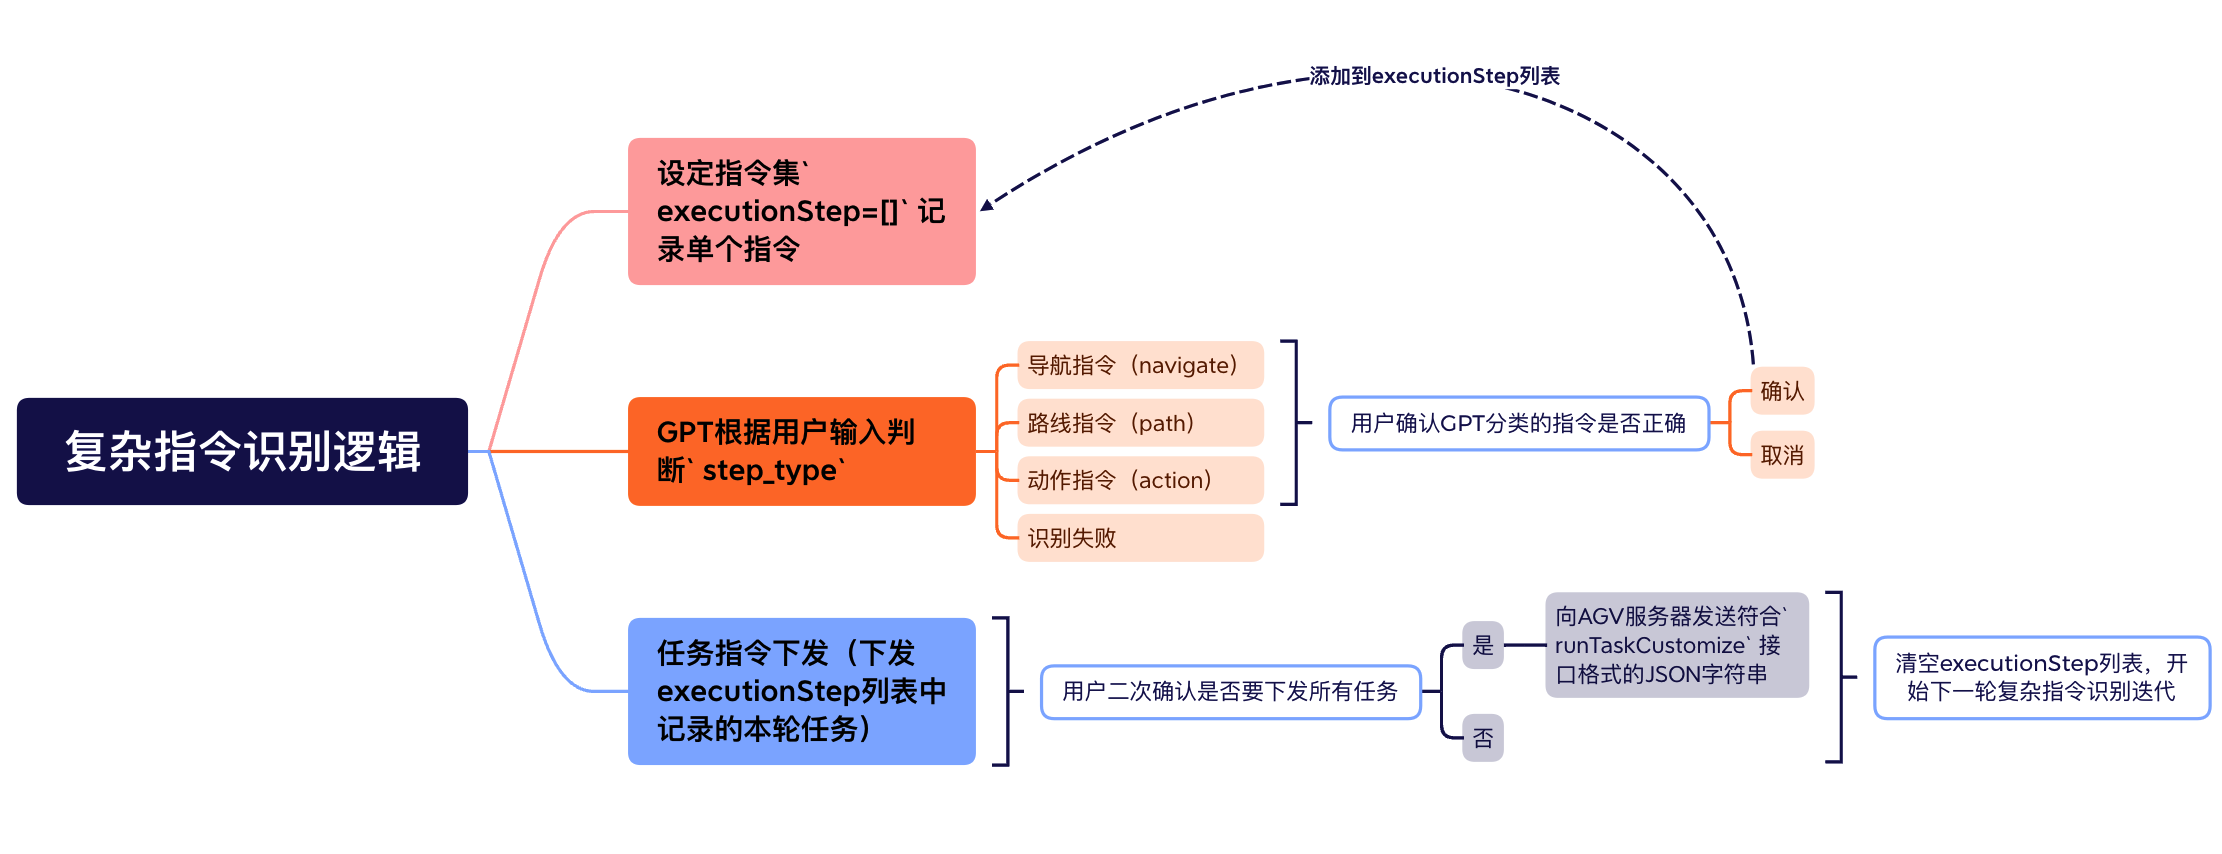 添加到executionStep列表
设定指令集`
executionStep=[]` 记
录单个指令
复杂指令识别逻辑
GPT根据用户输入判
断` step_type`
导航指令（navigate）
路线指令（path）
动作指令（action）
识别失败
用户确认GPT分类的指令是否正确
确认
取消
任务指令下发（下发
executionStep列表中
记录的本轮任务）
用户二次确认是否要下发所有任务
是
否
向AGV服务器发送符合`
runTaskCustomize` 接
口格式的JSON字符串
清空executionStep列表，开
始下一轮复杂指令识别迭代